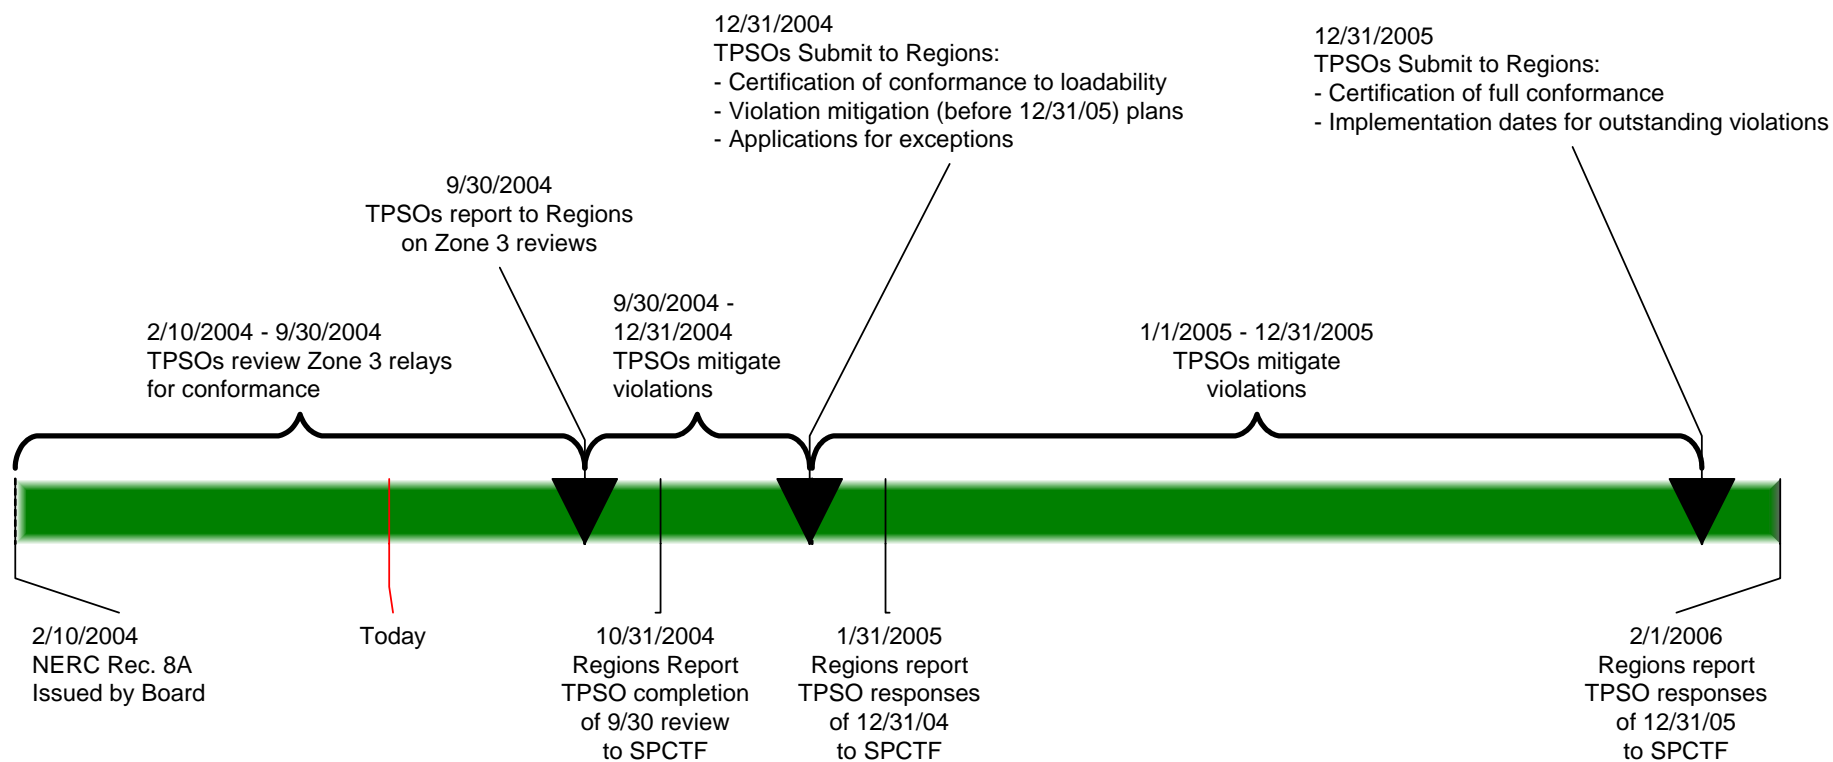 12/31/2004
TPSOs Submit to Regions:
- Certification of conformance to loadability
- Violation mitigation (before 12/31/05) plans
- Applications for exceptions
12/31/2005
TPSOs Submit to Regions:
- Certification of full conformance
- Implementation dates for outstanding violations
9/30/2004
TPSOs report to Regions
on Zone 3 reviews
2/10/2004 - 9/30/2004
TPSOs review Zone 3 relays
for conformance
9/30/2004 -
12/31/2004
TPSOs mitigate
violations
1/1/2005 - 12/31/2005
TPSOs mitigate
violations
2/10/2004
NERC Rec. 8A
Issued by Board
Today
10/31/2004
Regions Report
TPSO completion
of 9/30 review
to SPCTF
1/31/2005
Regions report
TPSO responses
of 12/31/04
to SPCTF
2/1/2006
Regions report
TPSO responses
of 12/31/05
to SPCTF